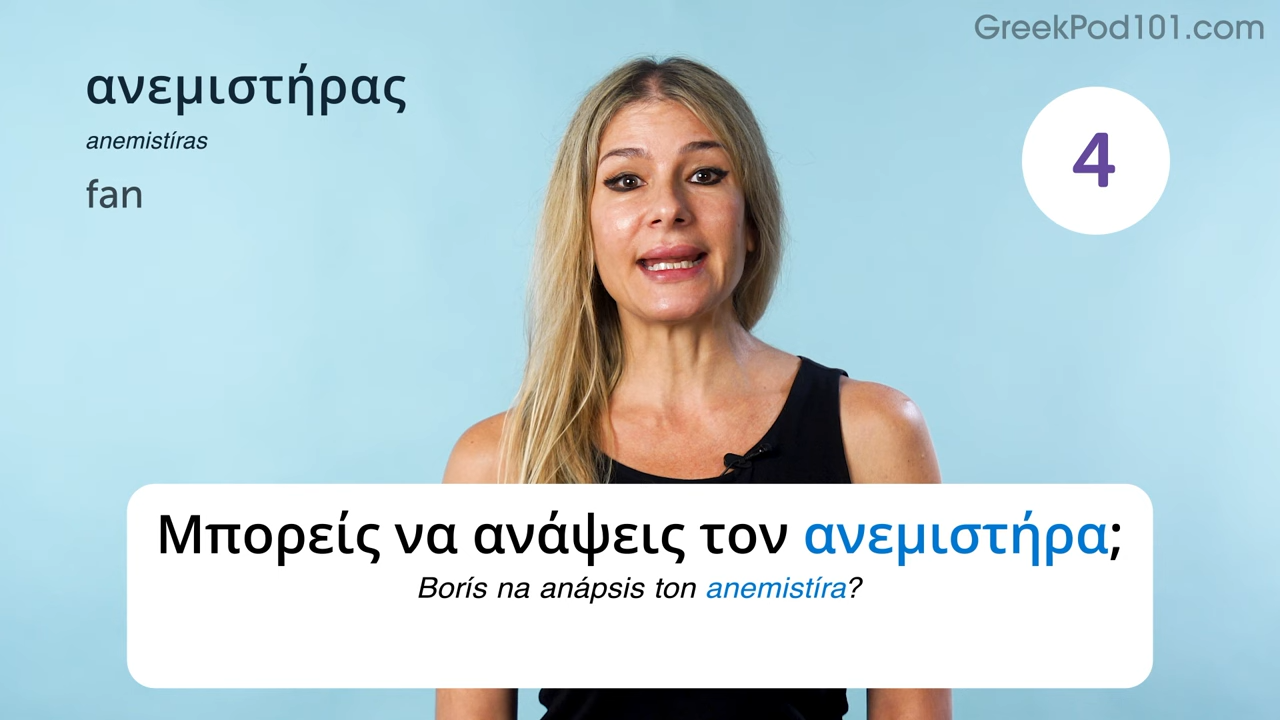 GreekPod101.com
ανεμιστήρας
anemistíras
fan
4
Μπορείς να ανάψεις τον ανεμιστήρα;
Borís na anápsis ton anemistíra?